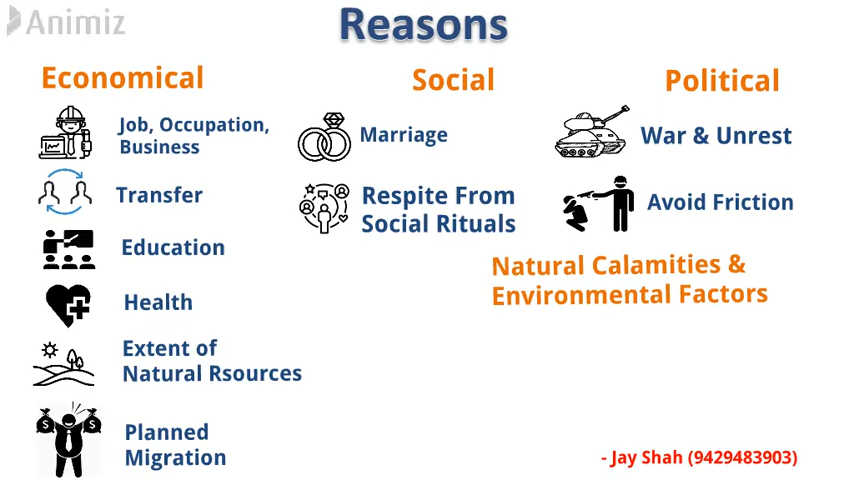 Animiz
Reasons
Economical
Job, Occupation,
Business
Transfer
Education
Health
Extent of
Natural Rsources
Planned
Migration
Social
Marriage
Respite From
Social Rituals
Political
War & Unrest
Avoid Friction
Natural Calamities &
Environmental Factors
- Jay Shah (9429483903)